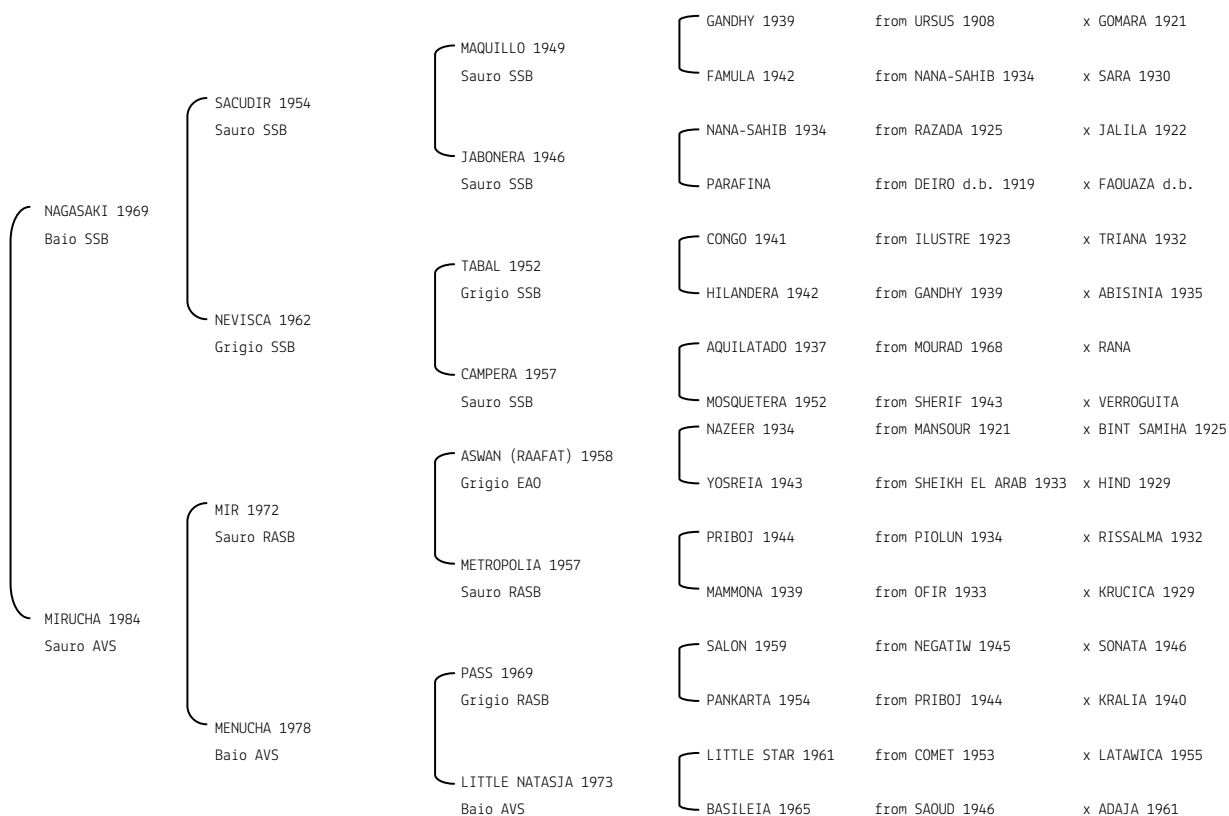 GANDHY 1939 from URSUS 1908 x GOMARA 1921
MAQUILLO 1949
Sauro SSB
FAMULA 1942 from NANA-SAHIB 1934 x SARA 1930
SACUDIR 1954
Sauro SSB
NANA-SAHIB 1934 from RAZADA 1925 x JALILA 1922
JABONERA 1946
Sauro SSB
PARAFINA from DEIRO d.b. 1919 x FAOUAZA d.b.
NAGASAKI 1969
Baio SSB
CONGO 1941 from ILUSTRE 1923 x TRIANA 1932
TABAL 1952
Grigio SSB
HILANDERA 1942 from GANDHY 1939 x ABISINIA 1935
NEVISCA 1962
Grigio SSB
AQUILATADO 1937 from MOURAD 1968 x RANA
CAMPERA 1957
Sauro SSB
MOSQUETERA 1952 from SHERIF 1943 x VERROGUITA
NAZEER 1934 from MANSOUR 1921 x BINT SAMIHA 1925
ASWAN (RAAFAT) 1958
Grigio EAO
YOSREIA 1943 from SHEIKH EL ARAB 1933 x HIND 1929
MIR 1972
Sauro RASB
PRIBOJ 1944 from PIOLUN 1934 x RISSALMA 1932
METROPOLIA 1957
Sauro RASB
MAMMONA 1939 from OFIR 1933 x KRUCICA 1929
MIRUCHA 1984
Sauro AVS
SALON 1959 from NEGATIW 1945 x SONATA 1946
PASS 1969
Grigio RASB
PANKARTA 1954 from PRIBOJ 1944 x KRALIA 1940
MENUCHA 1978
Baio AVS
LITTLE STAR 1961 from COMET 1953 x LATAWICA 1955
LITTLE NATASJA 1973
Baio AVS
BASILEIA 1965 from SAOUD 1946 x ADAJA 1961